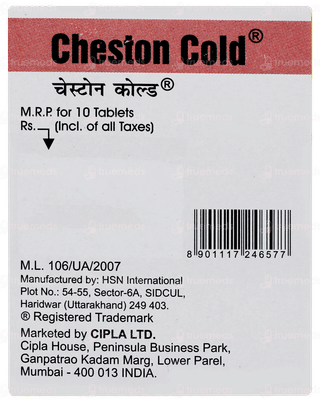 Cheston Cold®
चेस्टोन कोल्ड®
M.R.P. for 10 Tablets
Rs. (Incl. of all Taxes)
8 901117 246577
M.L. 106/UA/2007
Manufactured by: HSN International
Plot No.: 54-55, Sector-6A, SIDCUL,
Haridwar (Uttarakhand) 249 403.
® Registered Trademark
Marketed by CIPLA LTD.
Cipla House, Peninsula Business Park,
Ganpatrao Kadam Marg, Lower Parel,
Mumbai - 400 013 INDIA.